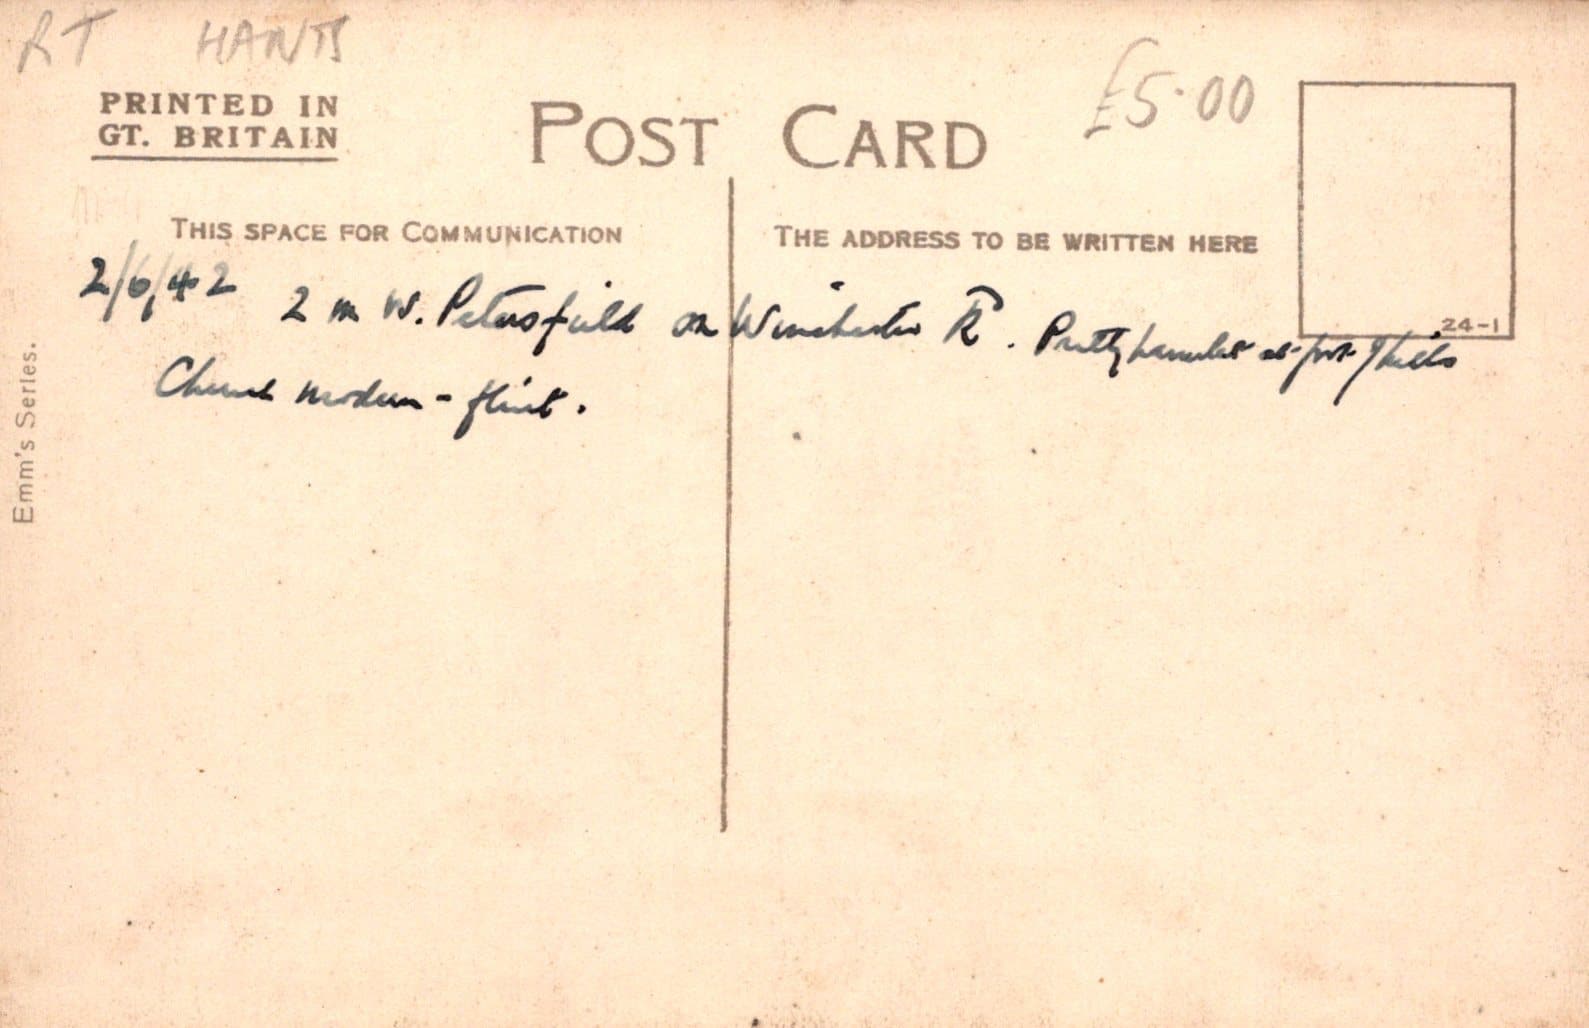 RT HANTS
£5.00
PRINTED IN
GT. BRITAIN
POST CARD
THIS SPACE FOR COMMUNICATION
THE ADDRESS TO BE WRITTEN HERE
24-1
2/6/42 2 m W. Petersfield on Winchester Rd. Pretty hamlet at foot of hills
Church modern - flint.
Emm's Series.